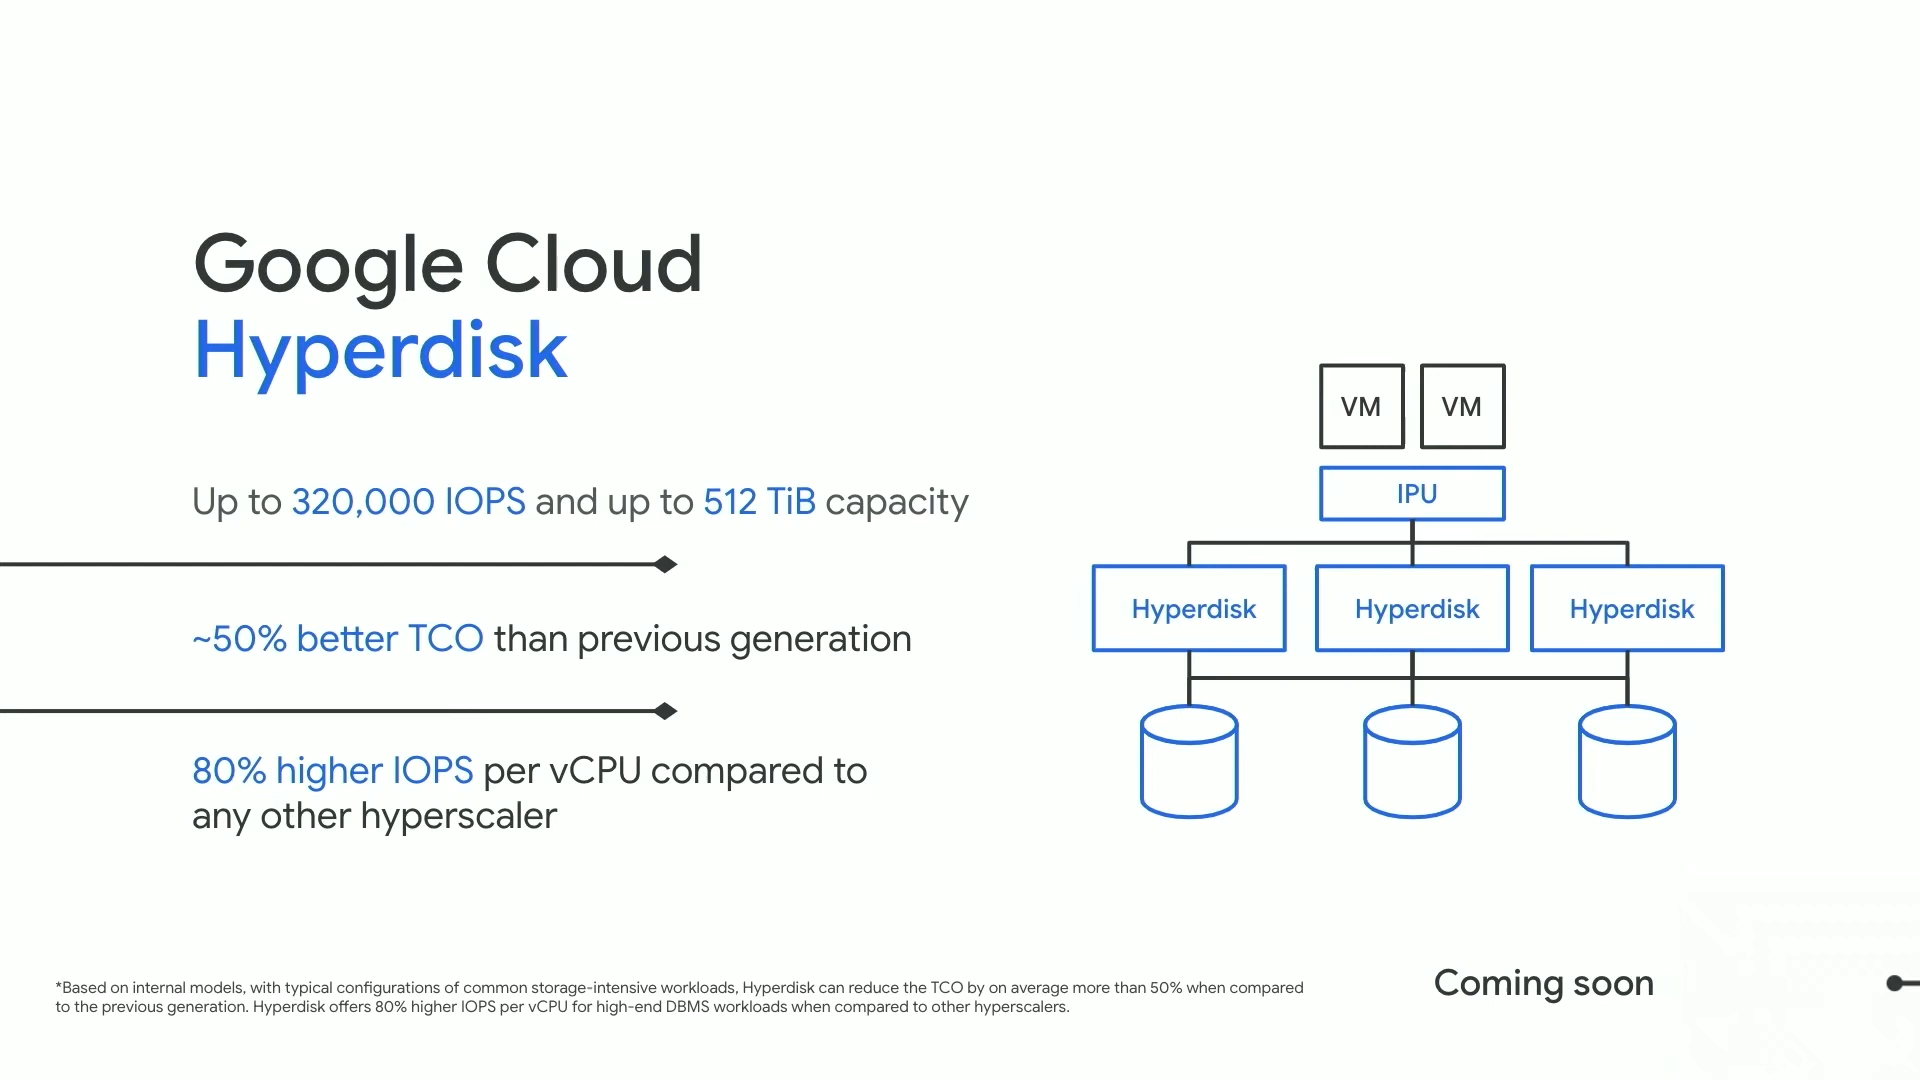 Google Cloud
Hyperdisk
Up to 320,000 IOPS and up to 512 TiB capacity
~50% better TCO than previous generation
80% higher IOPS per vCPU compared to
any other hyperscaler
VM VM
IPU
Hyperdisk Hyperdisk Hyperdisk
*Based on internal models, with typical configurations of common storage-intensive workloads, Hyperdisk can reduce the TCO by on average more than 50% when compared
to the previous generation. Hyperdisk offers 80% higher IOPS per vCPU for high-end DBMS workloads when compared to other hyperscalers.
Coming soon